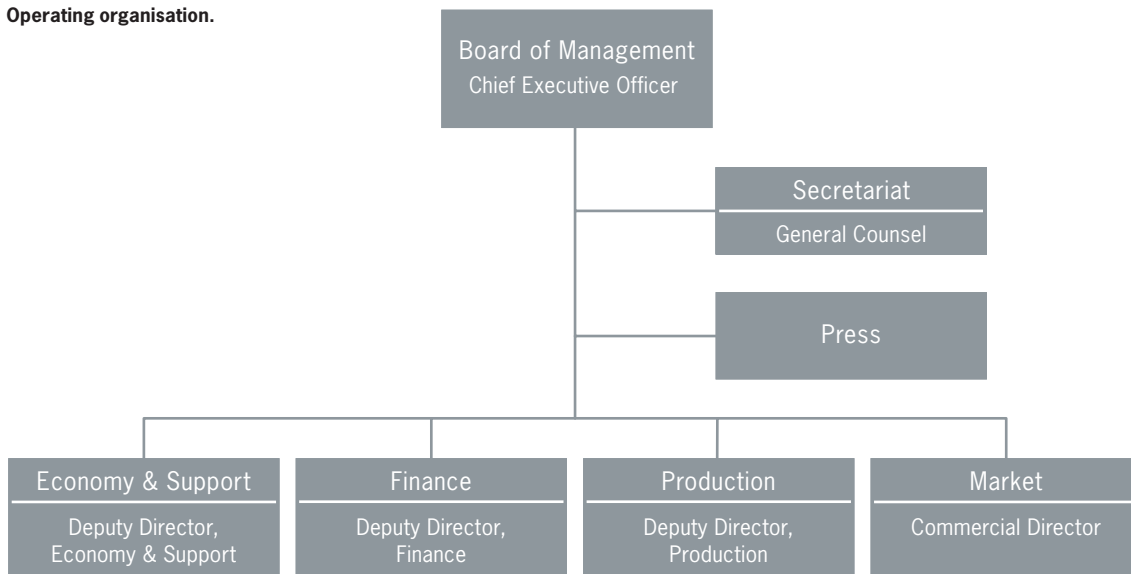 Operating organisation.
Board of Management
Chief Executive Officer
Secretariat
General Counsel
Press
Economy & Support
Deputy Director,
Economy & Support
Finance
Deputy Director,
Finance
Production
Deputy Director,
Production
Market
Commercial Director